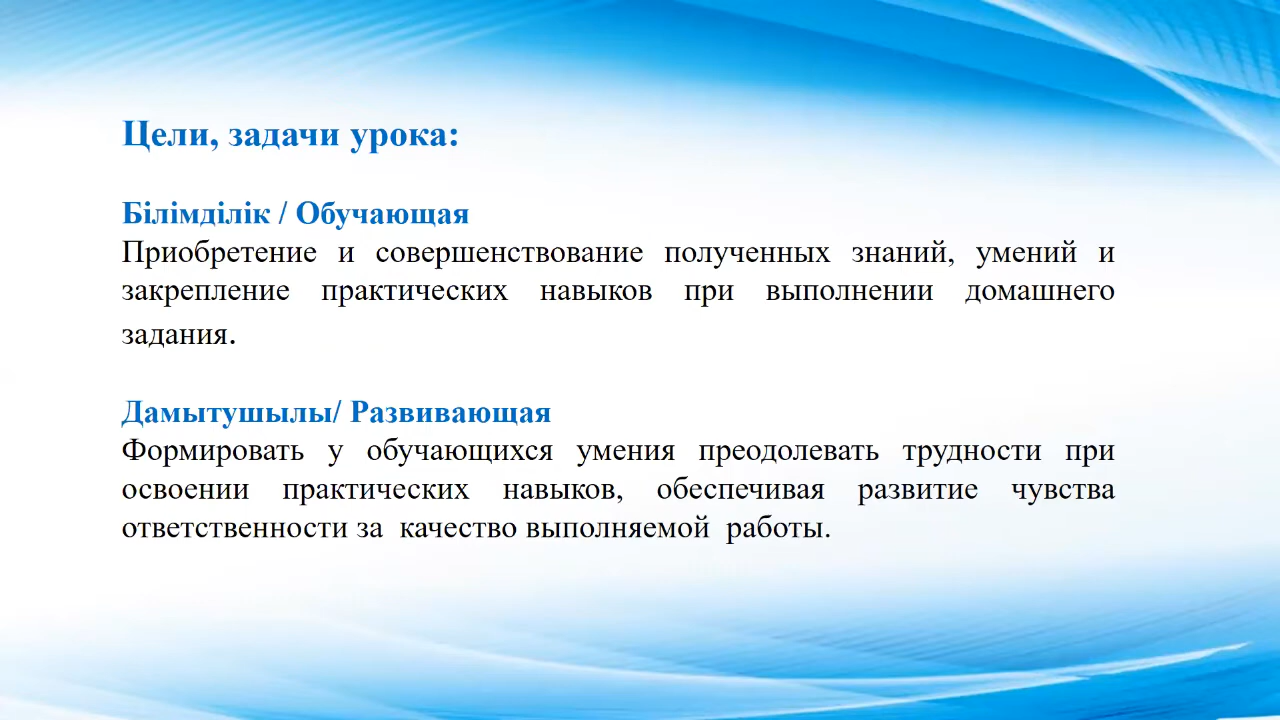 Цели, задачи урока:
Білімділік / Обучающая
Приобретение и совершенствование полученных знаний, умений и
закрепление практических навыков при выполнении домашнего
задания.
Дамытушылы/ Развивающая
Формировать у обучающихся умения преодолевать трудности при
освоении практических навыков, обеспечивая развитие чувства
ответственности за качество выполняемой работы.